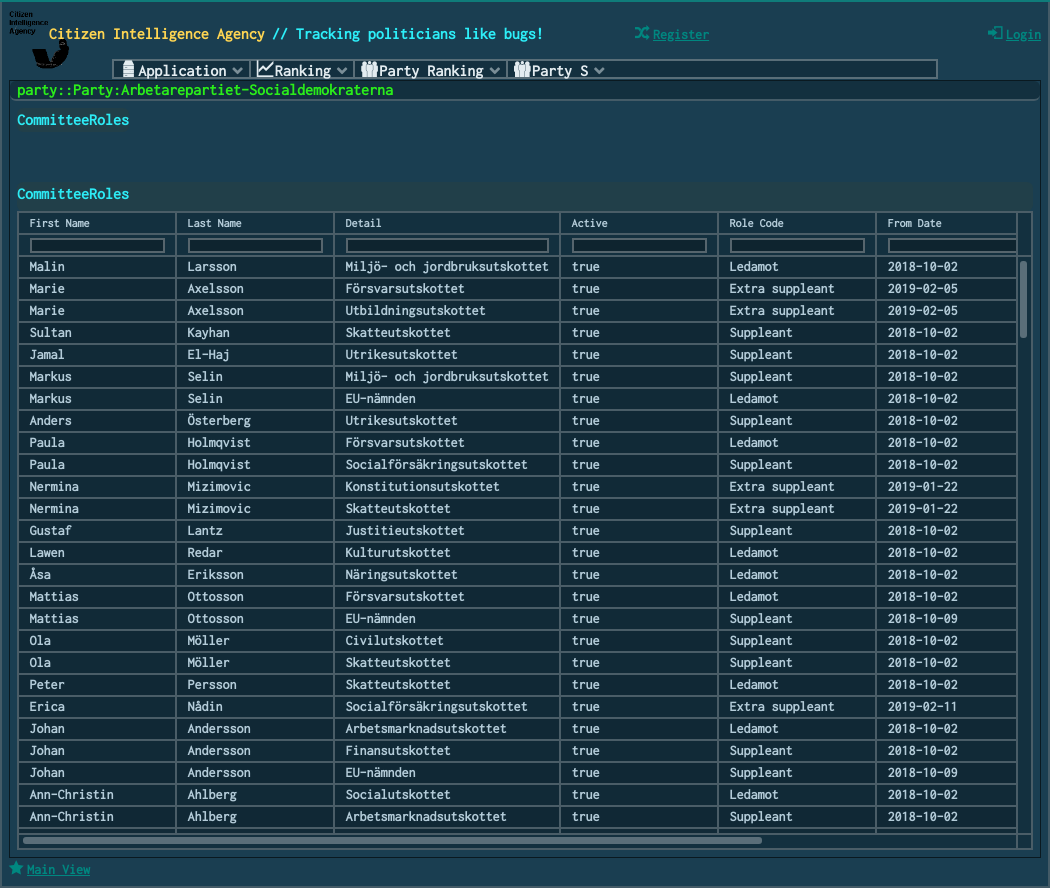 Citizen
Intelligence
Agency
Citizen Intelligence Agency // Tracking politicians like bugs!
Register
Login
Application
Ranking
Party Ranking
Party S
party::Party:Arbetarepartiet-Socialdemokraterna
CommitteeRoles
CommitteeRoles
First Name Last Name Detail Active Role Code From Date
Malin Larsson Miljö- och jordbruksutskottet true Ledamot 2018-10-02
Marie Axelsson Försvarsutskottet true Extra suppleant 2019-02-05
Marie Axelsson Utbildningsutskottet true Extra suppleant 2019-02-05
Sultan Kayhan Skatteutskottet true Suppleant 2018-10-02
Jamal El-Haj Utrikesutskottet true Suppleant 2018-10-02
Markus Selin Miljö- och jordbruksutskottet true Suppleant 2018-10-02
Markus Selin EU-nämnden true Ledamot 2018-10-02
Anders Österberg Utrikesutskottet true Suppleant 2018-10-02
Paula Holmqvist Försvarsutskottet true Ledamot 2018-10-02
Paula Holmqvist Socialförsäkringsutskottet true Suppleant 2018-10-02
Nermina Mizimovic Konstitutionsutskottet true Extra suppleant 2019-01-22
Nermina Mizimovic Skatteutskottet true Extra suppleant 2019-01-22
Gustaf Lantz Justitieutskottet true Suppleant 2018-10-02
Lawen Redar Kulturutskottet true Ledamot 2018-10-02
Åsa Eriksson Näringsutskottet true Ledamot 2018-10-02
Mattias Ottosson Försvarsutskottet true Ledamot 2018-10-02
Mattias Ottosson EU-nämnden true Suppleant 2018-10-09
Ola Möller Civilutskottet true Suppleant 2018-10-02
Ola Möller Skatteutskottet true Suppleant 2018-10-02
Peter Persson Skatteutskottet true Ledamot 2018-10-02
Erica Nådin Socialförsäkringsutskottet true Extra suppleant 2019-02-11
Johan Andersson Arbetsmarknadsutskottet true Ledamot 2018-10-02
Johan Andersson Finansutskottet true Suppleant 2018-10-02
Johan Andersson EU-nämnden true Suppleant 2018-10-09
Ann-Christin Ahlberg Socialutskottet true Ledamot 2018-10-02
Ann-Christin Ahlberg Arbetsmarknadsutskottet true Suppleant 2018-10-02
Main View